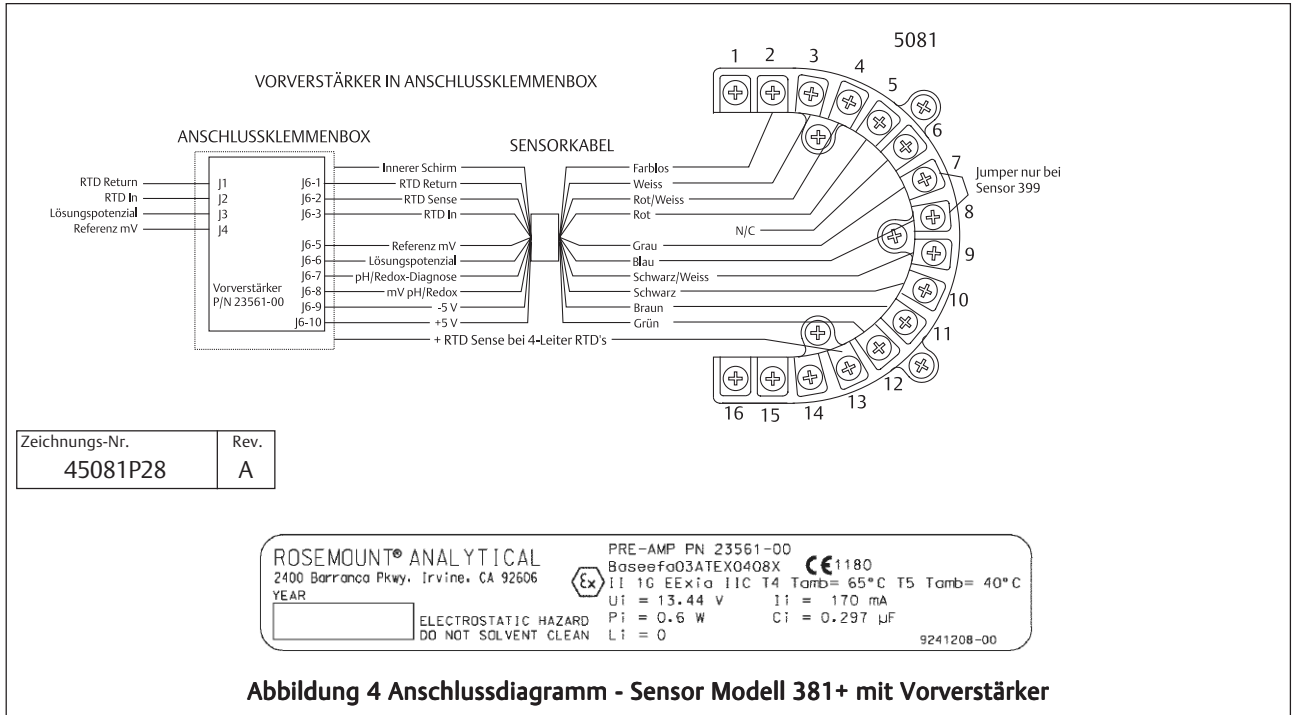 5081
1
2
3
4
5
6
7
8
9
10
11
12
13
14
15
16
Jumper nur bei
Sensor 399
VORVERSTÄRKER IN ANSCHLUSSKLEMMENBOX
ANSCHLUSSKLEMMENBOX
SENSORKABEL
RTD Return
RTD In
Lösungspotenzial
Referenz mV
J1
J2
J3
J4
Vorverstärker
P/N 23561-00
J6-1
J6-2
J6-3
J6-5
J6-6
J6-7
J6-8
J6-9
J6-10
Innerer Schirm
RTD Return
RTD Sense
RTD In
Referenz mV
Lösungspotenzial
pH/Redox-Diagnose
mV pH/Redox
-5 V
+5 V
+ RTD Sense bei 4-Leiter RTD's
Farblos
Weiss
Rot/Weiss
Rot
N/C
Grau
Blau
Schwarz/Weiss
Schwarz
Braun
Grün
Zeichnungs-Nr. Rev.
45081P28 A
ROSEMOUNT® ANALYTICAL
2400 Barranca Pkwy. Irvine. CA 92606
YEAR
ELECTROSTATIC HAZARD
DO NOT SOLVENT CLEAN
PRE-AMP PN 23561-00
Baseefa03ATEX0408X CE 1180
Ex II 1G EExia IIC T4 Tamb= 65°C T5 Tamb= 40°C
Ui = 13.44 V Ii = 170 mA
Pi = 0.6 W Ci = 0.297 µF
Li = 0
9241208-00
Abbildung 4 Anschlussdiagramm - Sensor Modell 381+ mit Vorverstärker